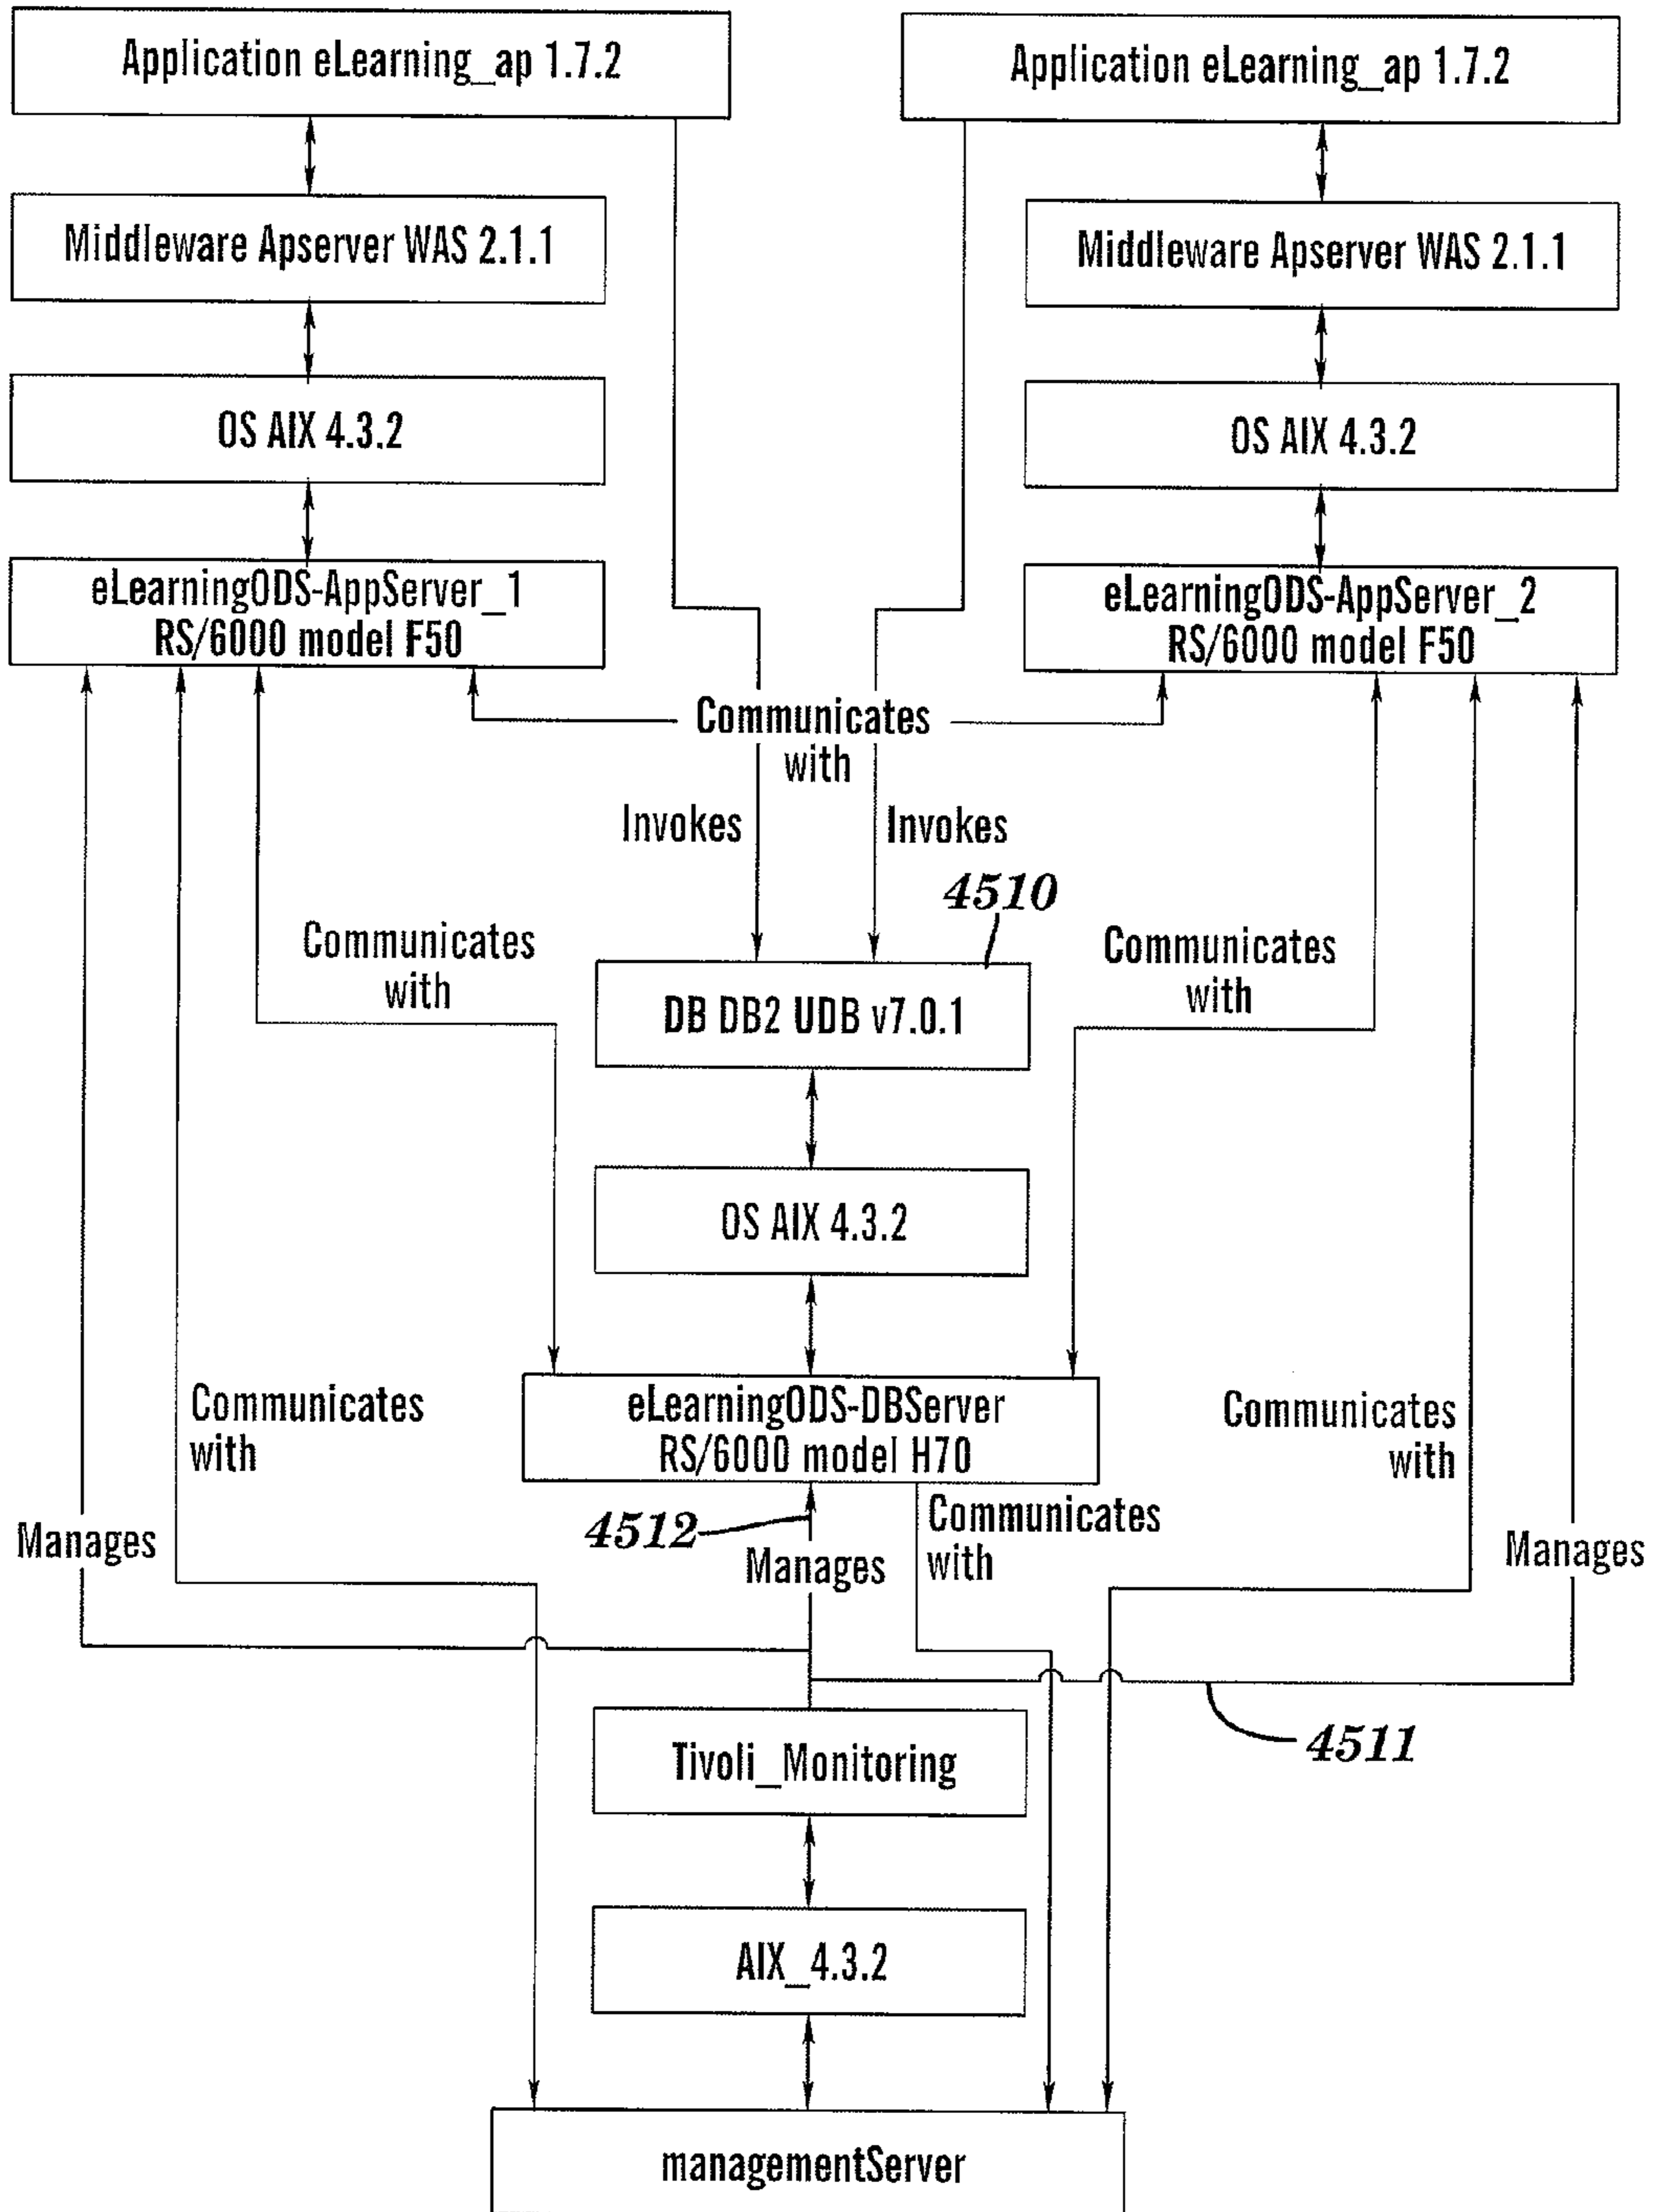 Application eLearning_ap 1.7.2
Application eLearning_ap 1.7.2
Middleware Apserver WAS 2.1.1
Middleware Apserver WAS 2.1.1
OS AIX 4.3.2
OS AIX 4.3.2
eLearningODS-AppServer_1
RS/6000 model F50
eLearningODS-AppServer_2
RS/6000 model F50
Communicates
with
Invokes
Invokes
4510
Communicates
with
Communicates
with
DB DB2 UDB v7.0.1
OS AIX 4.3.2
Communicates
with
eLearningODS-DBServer
RS/6000 model H70
Communicates
with
Manages
4512
Manages
Communicates
with
Manages
Tivoli_Monitoring
4511
AIX_4.3.2
managementServer